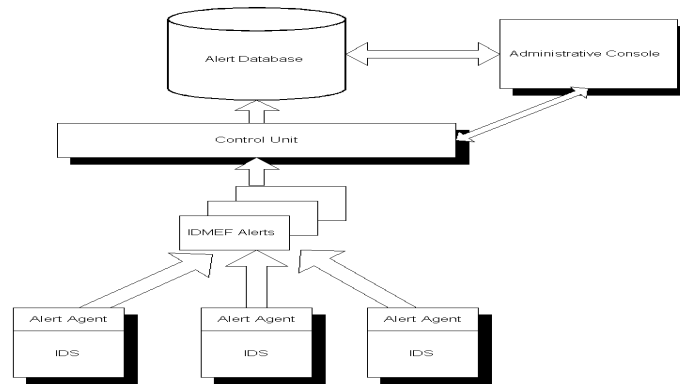 Alert Database
Administrative Console
Control Unit
IDMEF Alerts
Alert Agent
Alert Agent
Alert Agent
IDS
IDS
IDS